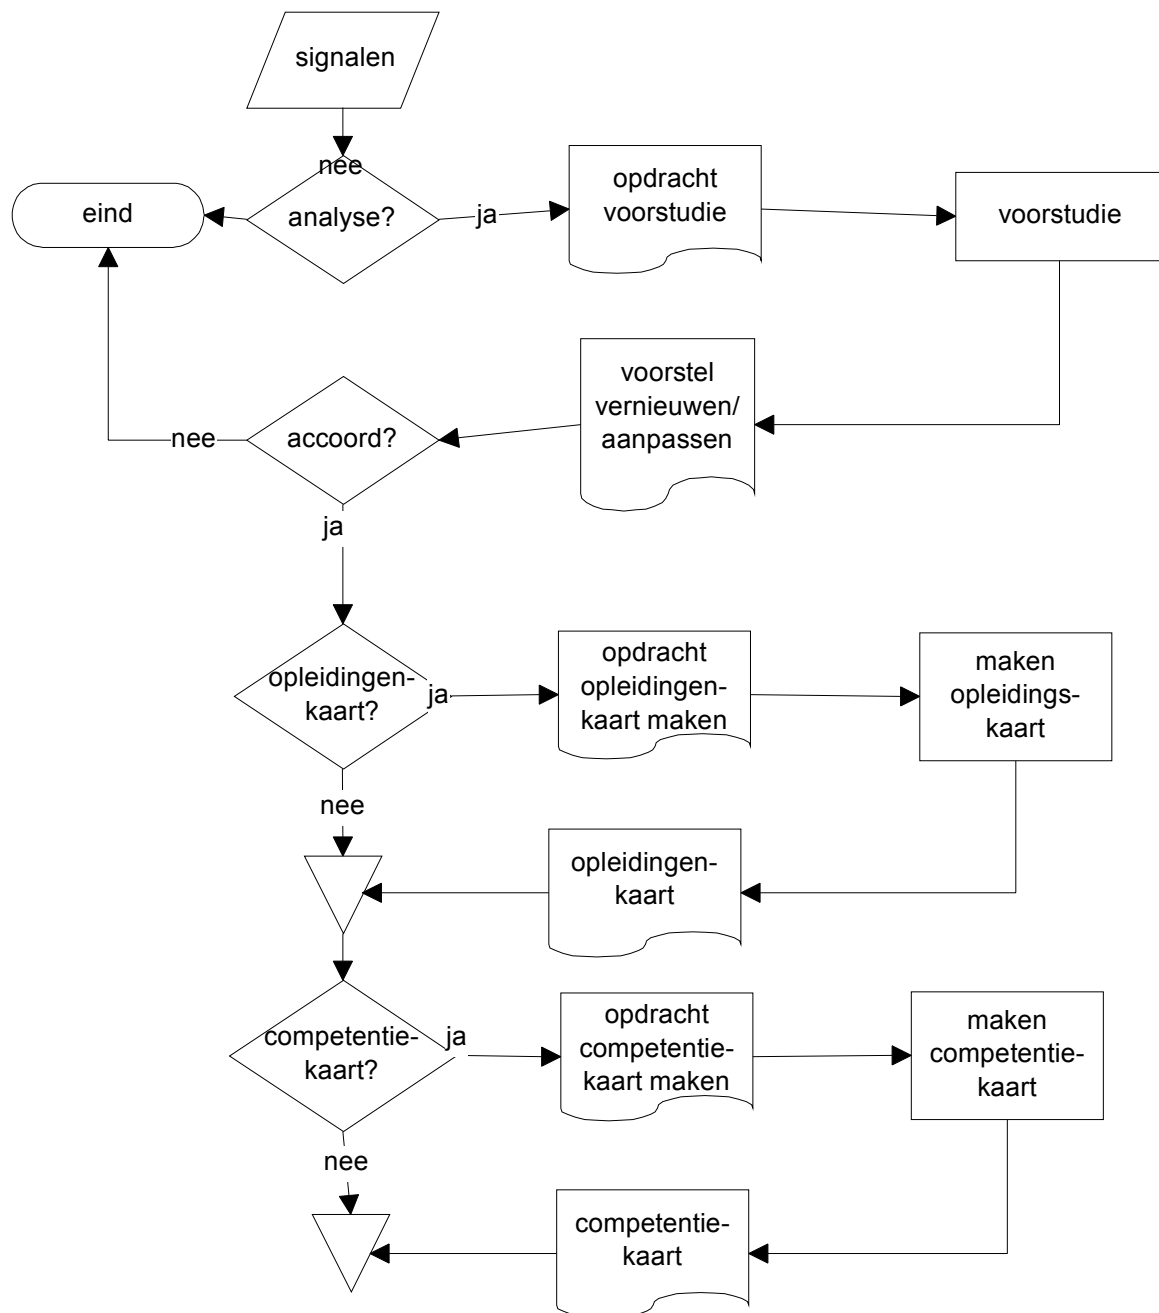 signalen
nee
eind
analyse?
ja
opdracht
voorstudie
voorstudie
voorstel
vernieuwen/
aanpassen
accoord?
nee
ja
opleidingen-
kaart?
ja
opdracht
opleidingen-
kaart maken
maken
opleidings-
kaart
nee
opleidingen-
kaart
competentie-
kaart?
ja
opdracht
competentie-
kaart maken
maken
competentie-
kaart
nee
competentie-
kaart